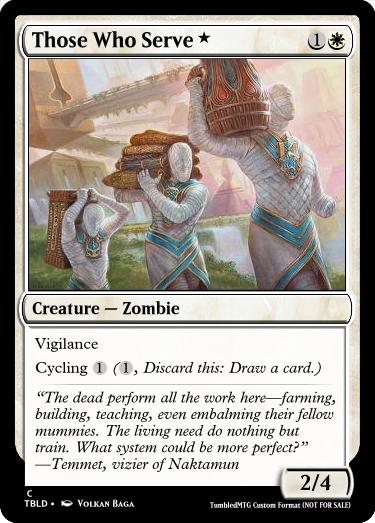 Those Who Serve ★ 1
Creature — Zombie
Vigilance
Cycling 1 (1, Discard this: Draw a card.)
“The dead perform all the work here—farming,
building, teaching, even embalming their fellow
mummies. The living need do nothing but
train. What system could be more perfect?”
—Temmet, vizier of Naktamun
2/4
C
TBLD • VOLKAN BAGA
TumbledMTG Custom Format (NOT FOR SALE)